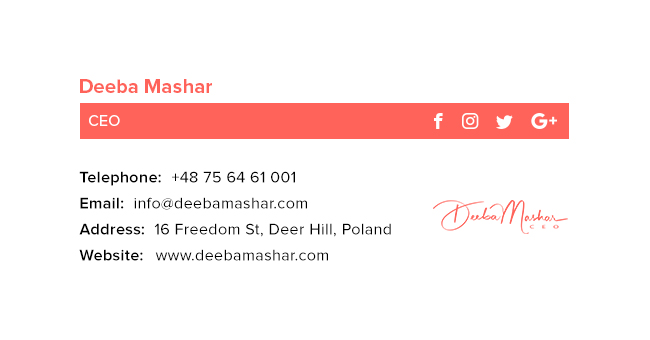 Deeba Mashar
CEO
Telephone: +48 75 64 61 001
Email: info@deebamashar.com
Address: 16 Freedom St, Deer Hill, Poland
Website: www.deebamashar.com
Deeba Mashar
CEO